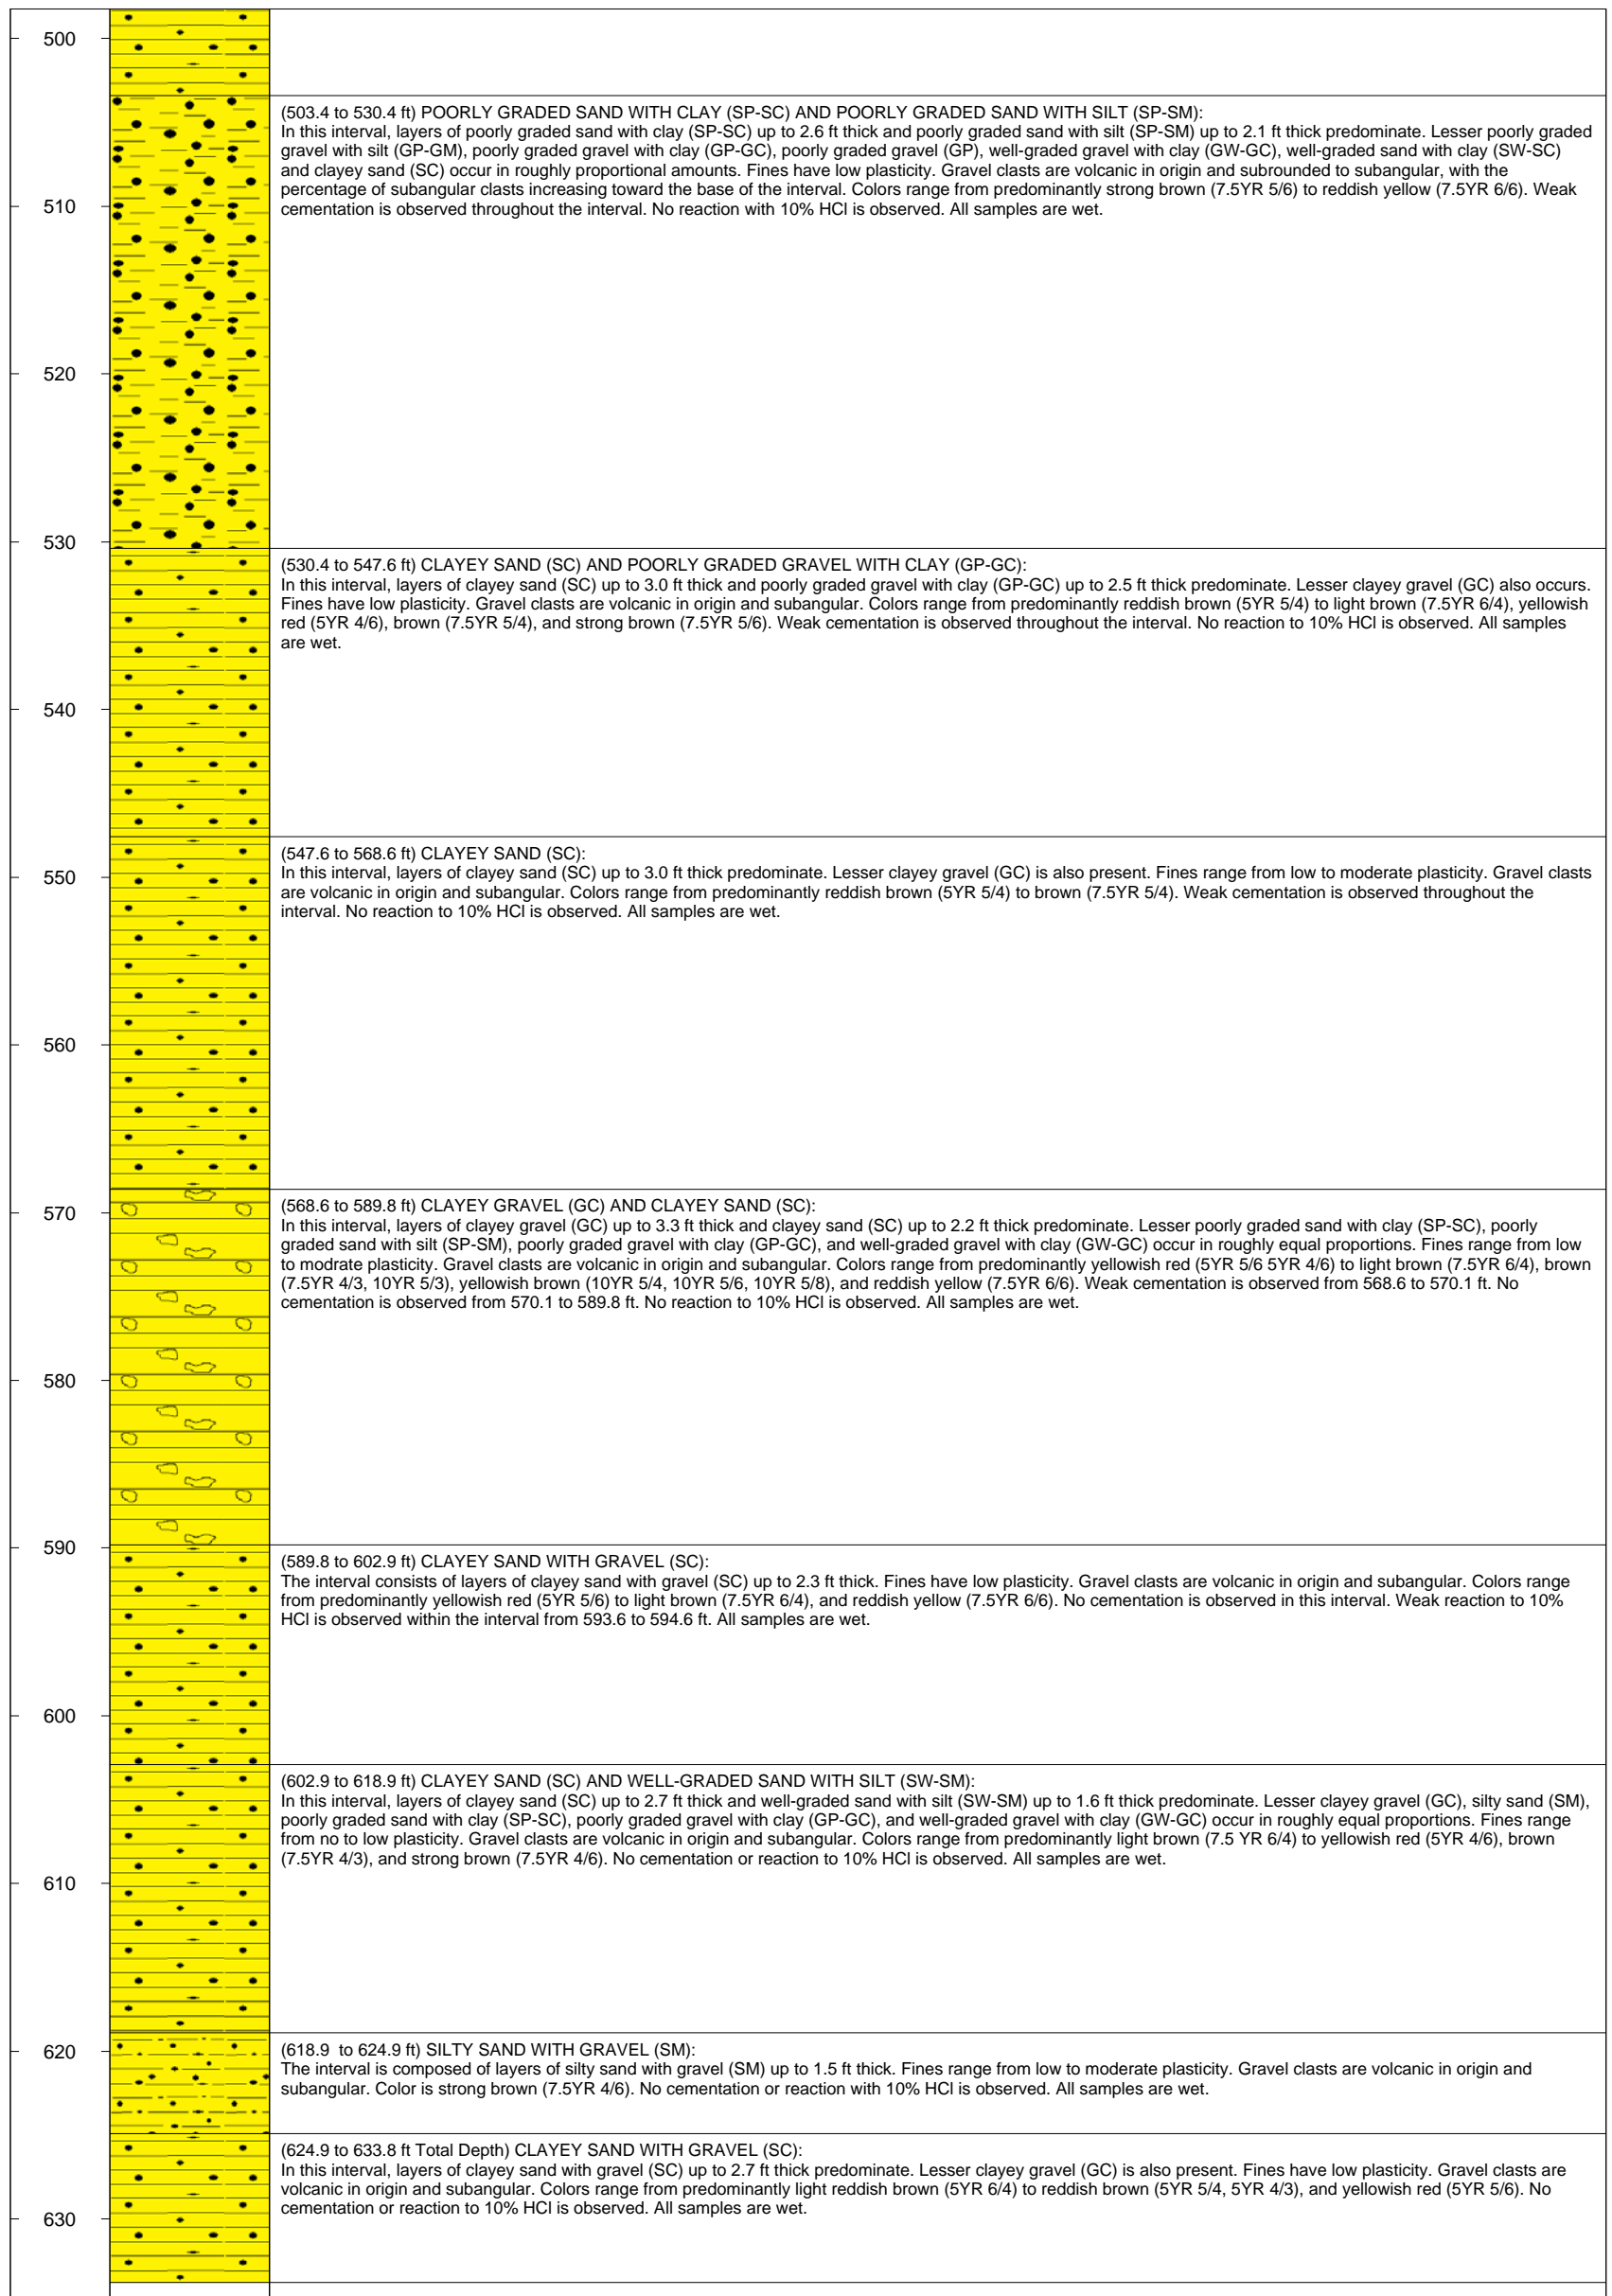 500
(503.4 to 530.4 ft) POORLY GRADED SAND WITH CLAY (SP-SC) AND POORLY GRADED SAND WITH SILT (SP-SM):
In this interval, layers of poorly graded sand with clay (SP-SC) up to 2.6 ft thick and poorly graded sand with silt (SP-SM) up to 2.1 ft thick predominate. Lesser poorly graded
gravel with silt (GP-GM), poorly graded gravel with clay (GP-GC), poorly graded gravel (GP), well-graded gravel with clay (GW-GC), well-graded sand with clay (SW-SC)
and clayey sand (SC) occur in roughly proportional amounts. Fines have low plasticity. Gravel clasts are volcanic in origin and subrounded to subangular, with the
percentage of subangular clasts increasing toward the base of the interval. Colors range from predominantly strong brown (7.5YR 5/6) to reddish yellow (7.5YR 6/6). Weak
cementation is observed throughout the interval. No reaction with 10% HCl is observed. All samples are wet.
510
520
530
(530.4 to 547.6 ft) CLAYEY SAND (SC) AND POORLY GRADED GRAVEL WITH CLAY (GP-GC):
In this interval, layers of clayey sand (SC) up to 3.0 ft thick and poorly graded gravel with clay (GP-GC) up to 2.5 ft thick predominate. Lesser clayey gravel (GC) also occurs.
Fines have low plasticity. Gravel clasts are volcanic in origin and subangular. Colors range from predominantly reddish brown (5YR 5/4) to light brown (7.5YR 6/4), yellowish
red (5YR 4/6), brown (7.5YR 5/4), and strong brown (7.5YR 5/6). Weak cementation is observed throughout the interval. No reaction to 10% HCl is observed. All samples
are wet.
540
(547.6 to 568.6 ft) CLAYEY SAND (SC):
In this interval, layers of clayey sand (SC) up to 3.0 ft thick predominate. Lesser clayey gravel (GC) is also present. Fines range from low to moderate plasticity. Gravel clasts
are volcanic in origin and subangular. Colors range from predominantly reddish brown (5YR 5/4) to brown (7.5YR 5/4). Weak cementation is observed throughout the
interval. No reaction to 10% HCl is observed. All samples are wet.
550
560
(568.6 to 589.8 ft) CLAYEY GRAVEL (GC) AND CLAYEY SAND (SC):
570
In this interval, layers of clayey gravel (GC) up to 3.3 ft thick and clayey sand (SC) up to 2.2 ft thick predominate. Lesser poorly graded sand with clay (SP-SC), poorly
graded sand with silt (SP-SM), poorly graded gravel with clay (GP-GC), and well-graded gravel with clay (GW-GC) occur in roughly equal proportions. Fines range from low
to modrate plasticity. Gravel clasts are volcanic in origin and subangular. Colors range from predominantly yellowish red (5YR 5/6 5YR 4/6) to light brown (7.5YR 6/4), brown
(7.5YR 4/3, 10YR 5/3), yellowish brown (10YR 5/4, 10YR 5/6, 10YR 5/8), and reddish yellow (7.5YR 6/6). Weak cementation is observed from 568.6 to 570.1 ft. No
cementation is observed from 570.1 to 589.8 ft. No reaction to 10% HCl is observed. All samples are wet.
580
590
(589.8 to 602.9 ft) CLAYEY SAND WITH GRAVEL (SC):
The interval consists of layers of clayey sand with gravel (SC) up to 2.3 ft thick. Fines have low plasticity. Gravel clasts are volcanic in origin and subangular. Colors range
from predominantly yellowish red (5YR 5/6) to light brown (7.5YR 6/4), and reddish yellow (7.5YR 6/6). No cementation is observed in this interval. Weak reaction to 10%
HCl is observed within the interval from 593.6 to 594.6 ft. All samples are wet.
600
(602.9 to 618.9 ft) CLAYEY SAND (SC) AND WELL-GRADED SAND WITH SILT (SW-SM):
In this interval, layers of clayey sand (SC) up to 2.7 ft thick and well-graded sand with silt (SW-SM) up to 1.6 ft thick predominate. Lesser clayey gravel (GC), silty sand (SM),
poorly graded sand with clay (SP-SC), poorly graded gravel with clay (GP-GC), and well-graded gravel with clay (GW-GC) occur in roughly equal proportions. Fines range
from no to low plasticity. Gravel clasts are volcanic in origin and subangular. Colors range from predominantly light brown (7.5 YR 6/4) to yellowish red (5YR 4/6), brown
(7.5YR 4/3), and strong brown (7.5YR 4/6). No cementation or reaction to 10% HCl is observed. All samples are wet.
610
620
(618.9 to 624.9 ft) SILTY SAND WITH GRAVEL (SM):
The interval is composed of layers of silty sand with gravel (SM) up to 1.5 ft thick. Fines range from low to moderate plasticity. Gravel clasts are volcanic in origin and
subangular. Color is strong brown (7.5YR 4/6). No cementation or reaction with 10% HCl is observed. All samples are wet.
(624.9 to 633.8 ft Total Depth) CLAYEY SAND WITH GRAVEL (SC):
In this interval, layers of clayey sand with gravel (SC) up to 2.7 ft thick predominate. Lesser clayey gravel (GC) is also present. Fines have low plasticity. Gravel clasts are
volcanic in origin and subangular. Colors range from predominantly light reddish brown (5YR 6/4) to reddish brown (5YR 5/4, 5YR 4/3), and yellowish red (5YR 5/6). No
cementation or reaction to 10% HCl is observed. All samples are wet.
630